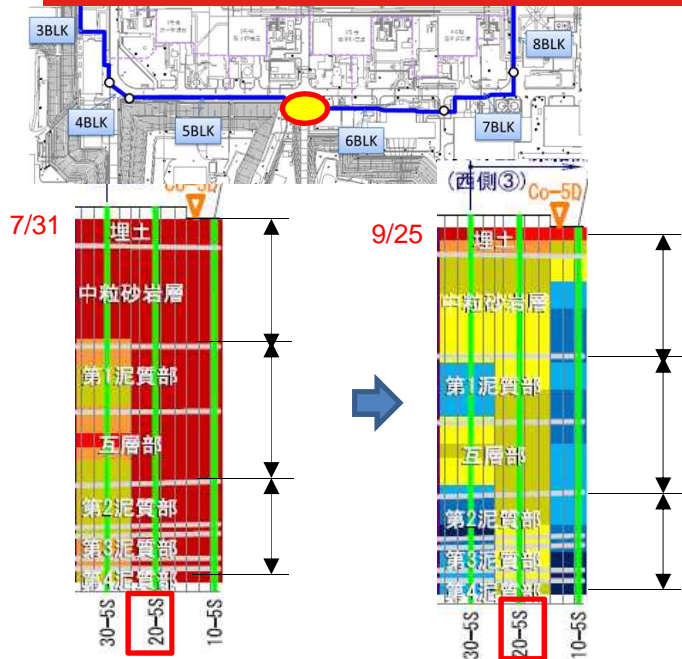 3BLK
8BLK
4BLK
5BLK
6BLK
7BLK
(西側③)
Co-5D
Co-5D
7/31
埋土
中粒砂岩層
第1泥質部
互層部
第2泥質部
第3泥質部
第4泥質部
30-5S
20-5S
10-5S
9/25
埋土
中粒砂岩層
第1泥質部
互層部
第2泥質部
第3泥質部
第4泥質部
30-5S
20-5S
10-5S